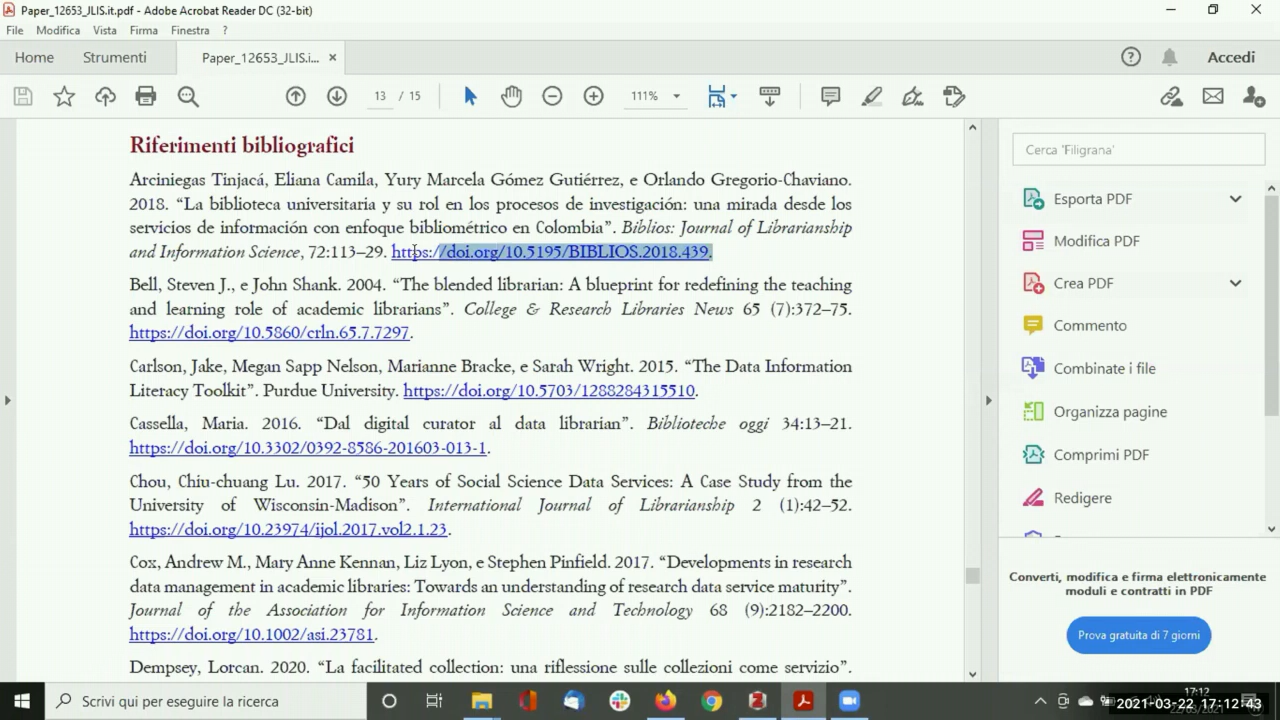 Paper_12653_JLIS.it.pdf - Adobe Acrobat Reader DC (32-bit)
File Modifica Vista Firma Finestra ?
Home Strumenti Paper_12653_JLIS.i... × Accedi
13 / 15 111%
Riferimenti bibliografici
Arciniegas Tinjacá, Eliana Camila, Yury Marcela Gómez Gutiérrez, e Orlando Gregorio-Chaviano.
2018. “La biblioteca universitaria y su rol en los procesos de investigación: una mirada desde los
servicios de información con enfoque bibliométrico en Colombia”. Biblios: Journal of Librarianship
and Information Science, 72:113–29. https://doi.org/10.5195/BIBLIOS.2018.439.
Bell, Steven J., e John Shank. 2004. “The blended librarian: A blueprint for redefining the teaching
and learning role of academic librarians”. College & Research Libraries News 65 (7):372–75.
https://doi.org/10.5860/crln.65.7.7297.
Carlson, Jake, Megan Sapp Nelson, Marianne Bracke, e Sarah Wright. 2015. “The Data Information
Literacy Toolkit”. Purdue University. https://doi.org/10.5703/1288284315510.
Cassella, Maria. 2016. “Dal digital curator al data librarian”. Biblioteche oggi 34:13–21.
https://doi.org/10.3302/0392-8586-201603-013-1.
Chou, Chiu-chuang Lu. 2017. “50 Years of Social Science Data Services: A Case Study from the
University of Wisconsin-Madison”. International Journal of Librarianship 2 (1):42–52.
https://doi.org/10.23974/ijol.2017.vol2.1.23.
Cox, Andrew M., Mary Anne Kennan, Liz Lyon, e Stephen Pinfield. 2017. “Developments in research
data management in academic libraries: Towards an understanding of research data service maturity”.
Journal of the Association for Information Science and Technology 68 (9):2182–2200.
https://doi.org/10.1002/asi.23781.
Dempsey, Lorcan. 2020. “La facilitated collection: una riflessione sulle collezioni come servizio”.
Cerca 'Filigrana'
Esporta PDF
Modifica PDF
Crea PDF
Commento
Combinate i file
Organizza pagine
Comprimi PDF
Redigere
Converti, modifica e firma elettronicamente
moduli e contratti in PDF
Prova gratuita di 7 giorni
Scrivi qui per eseguire la ricerca
17:12
2021-03-22 17:12:43